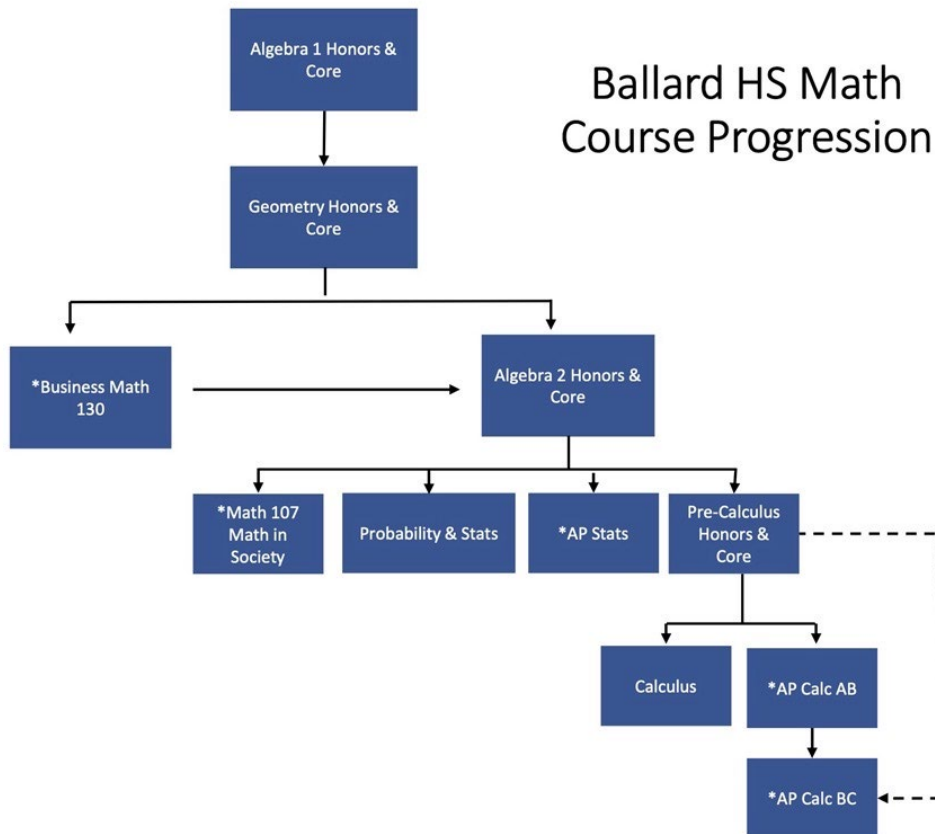 Algebra 1 Honors &
Core
Ballard HS Math
Course Progression
Geometry Honors &
Core
*Business Math
130
Algebra 2 Honors &
Core
*Math 107
Math in
Society
Probability & Stats
*AP Stats
Pre-Calculus
Honors &
Core
Calculus
*AP Calc AB
*AP Calc BC